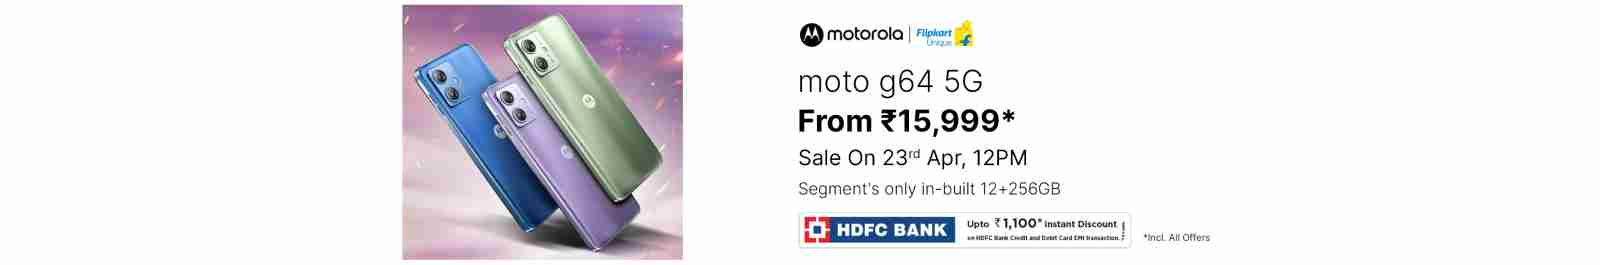 motorola | Flipkart
Unique
moto g64 5G
From ₹15,999*
Sale On 23rd Apr, 12PM
Segment's only in-built 12+256GB
HDFC BANK
Upto ₹1,100* Instant Discount
on HDFC Bank Credit and Debit Card EMI transaction.
*Incl. All Offers